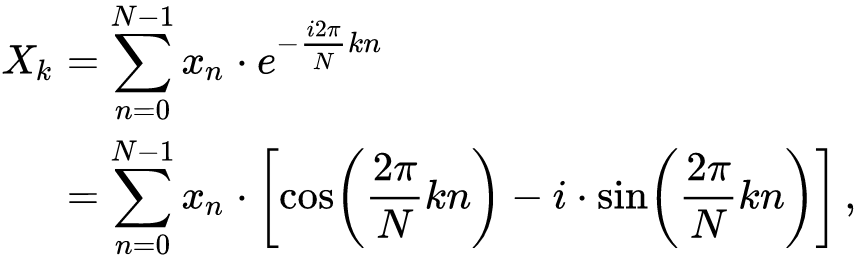 X_k = \sum_{n=0}^{N-1} x_n \cdot e^{-\frac{i2\pi}{N}kn}
= \sum_{n=0}^{N-1} x_n \cdot \left[\cos\left(\frac{2\pi}{N}kn\right) - i \cdot \sin\left(\frac{2\pi}{N}kn\right)\right],